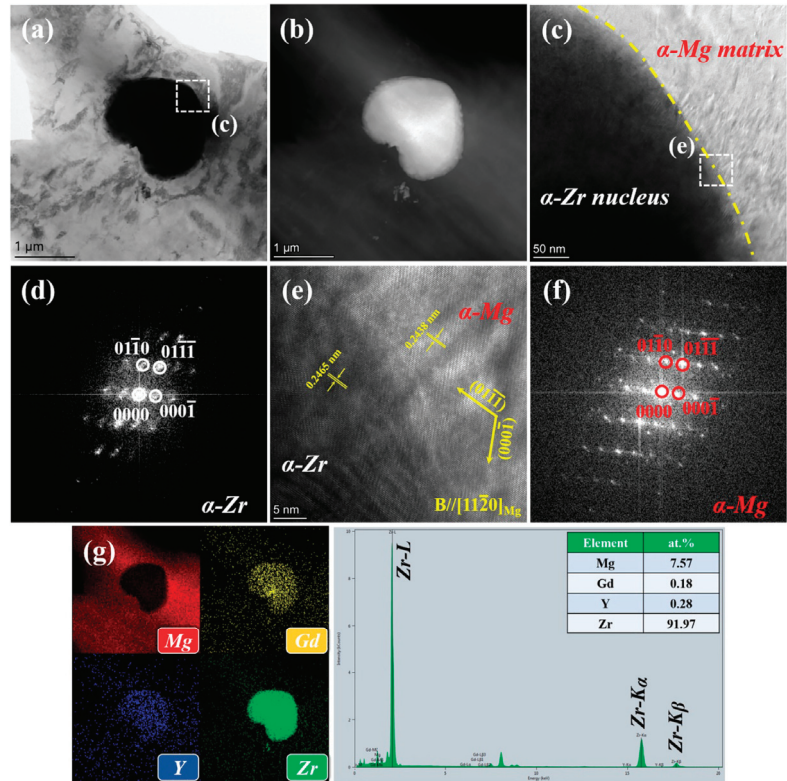 (a)
(c)
1 μm
(b)
1 μm
(c)
α-Mg matrix
(e)
α-Zr nucleus
50 nm
(d)
011̄0
011̄1̄
0000
0001̄
α-Zr
(e)
α-Mg
0.2438 nm
0.2465 nm
(011̄1̄)
(0001̄)
α-Zr
5 nm
B//[112̄0]Mg
(f)
011̄0
011̄1̄
0000
0001̄
α-Mg
(g)
Mg
Gd
Y
Zr
Zr-L
Zr-Kα
Zr-Kβ
Element at.%
Mg 7.57
Gd 0.18
Y 0.28
Zr 91.97